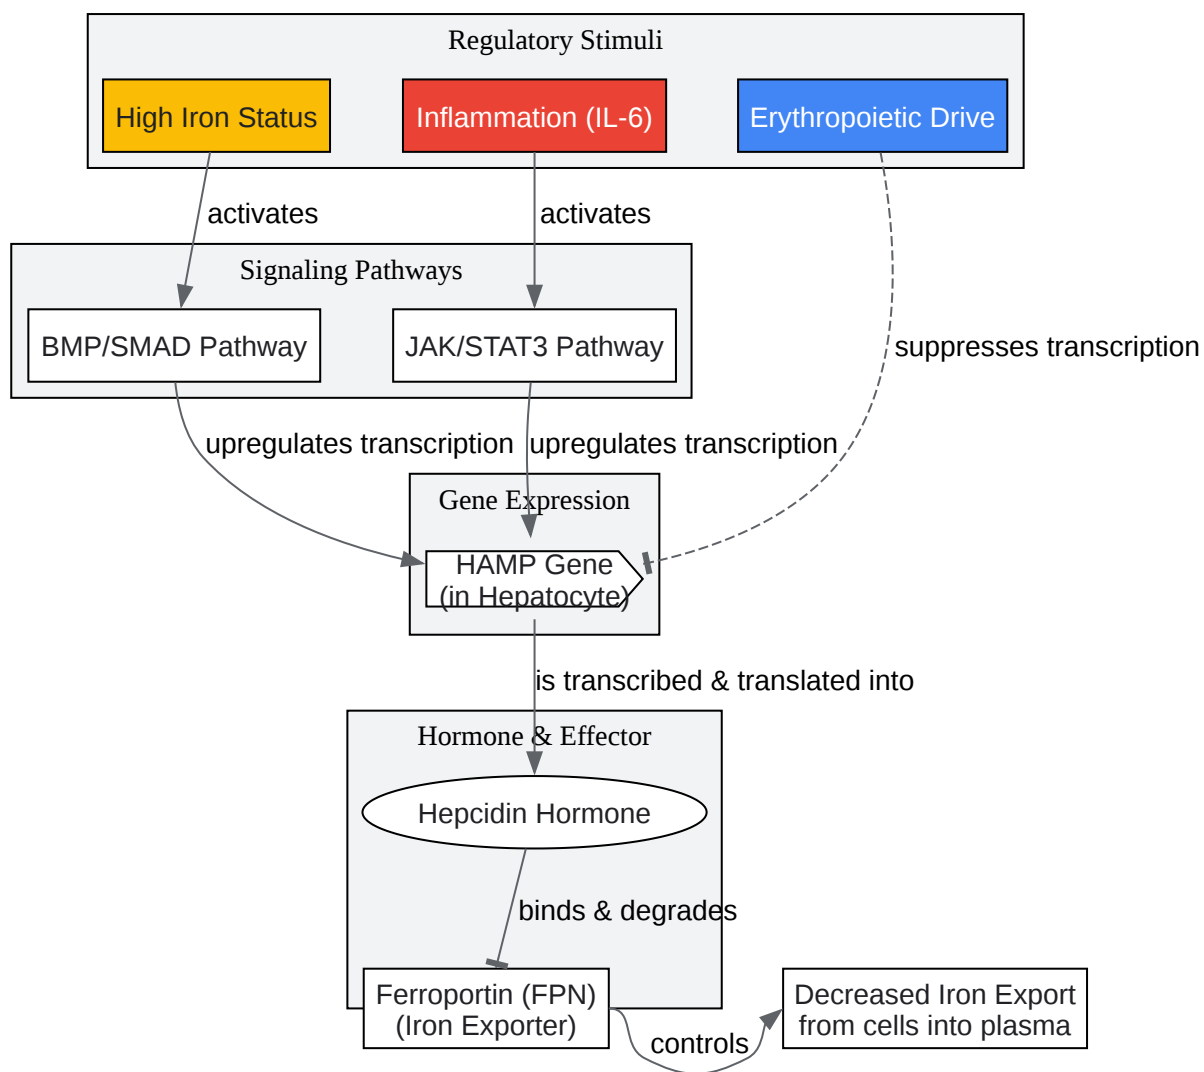 Regulatory Stimuli
High Iron Status
Inflammation (IL-6)
Erythropoietic Drive
activates
activates
Signaling Pathways
BMP/SMAD Pathway
JAK/STAT3 Pathway
suppresses transcription
upregulates transcription
upregulates transcription
Gene Expression
HAMP Gene
(in Hepatocyte)
is transcribed & translated into
Hormone & Effector
Hepcidin Hormone
binds & degrades
Ferroportin (FPN)
(Iron Exporter)
controls
Decreased Iron Export
from cells into plasma